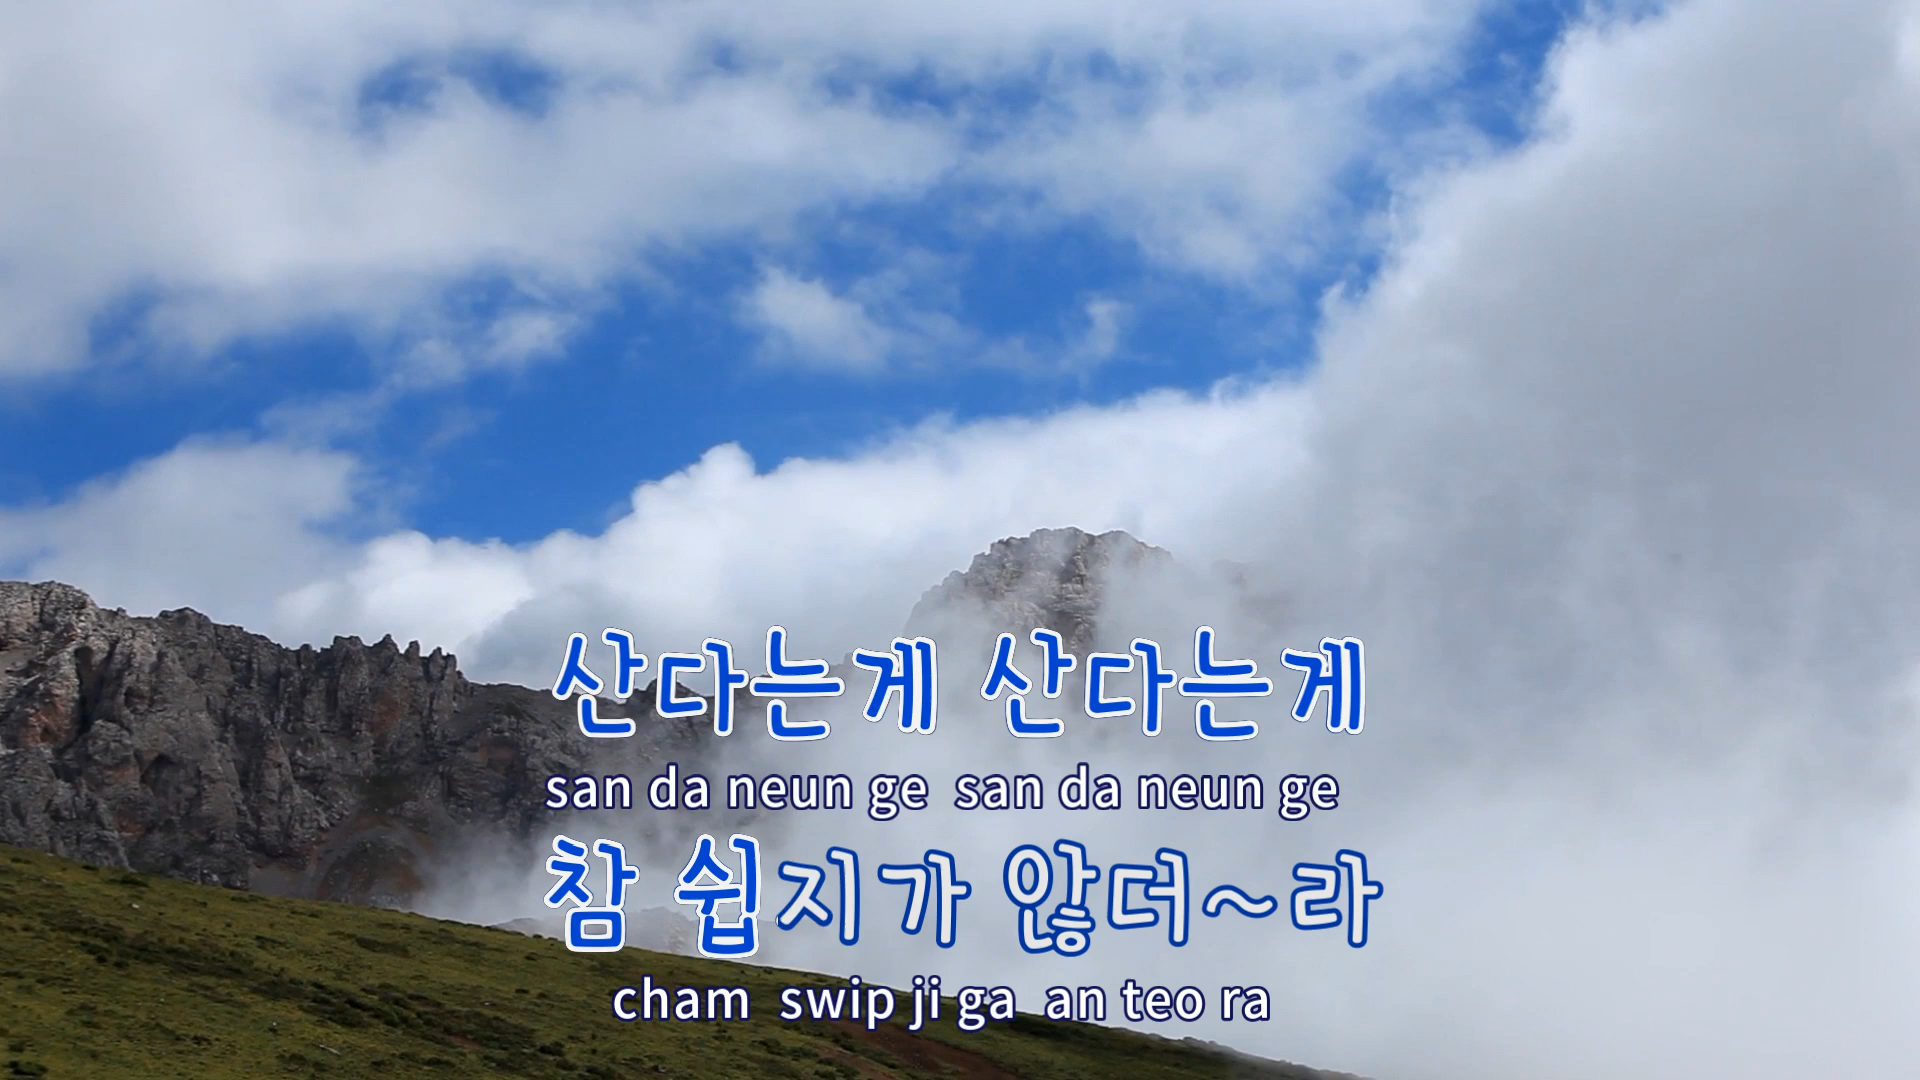 산다는게 산다는게
san da neun ge san da neun ge
참 쉽지가 않더~라
cham swip ji ga an teo ra